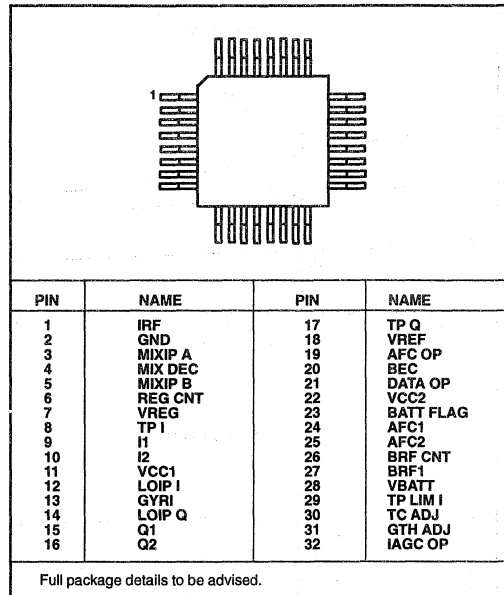 1
PIN NAME PIN NAME
1 IRF 17 TP Q
2 GND 18 VREF
3 MIXIP A 19 AFC OP
4 MIX DEC 20 BEC
5 MIXIP B 21 DATA OP
6 REG CNT 22 VCC2
7 VREG 23 BATT FLAG
8 TP I 24 AFC1
9 I1 25 AFC2
10 I2 26 BRF CNT
11 VCC1 27 BRF1
12 LOIP I 28 VBATT
13 GYRI 29 TP LIM I
14 LOIP Q 30 TC ADJ
15 Q1 31 GTH ADJ
16 Q2 32 IAGC OP
Full package details to be advised.